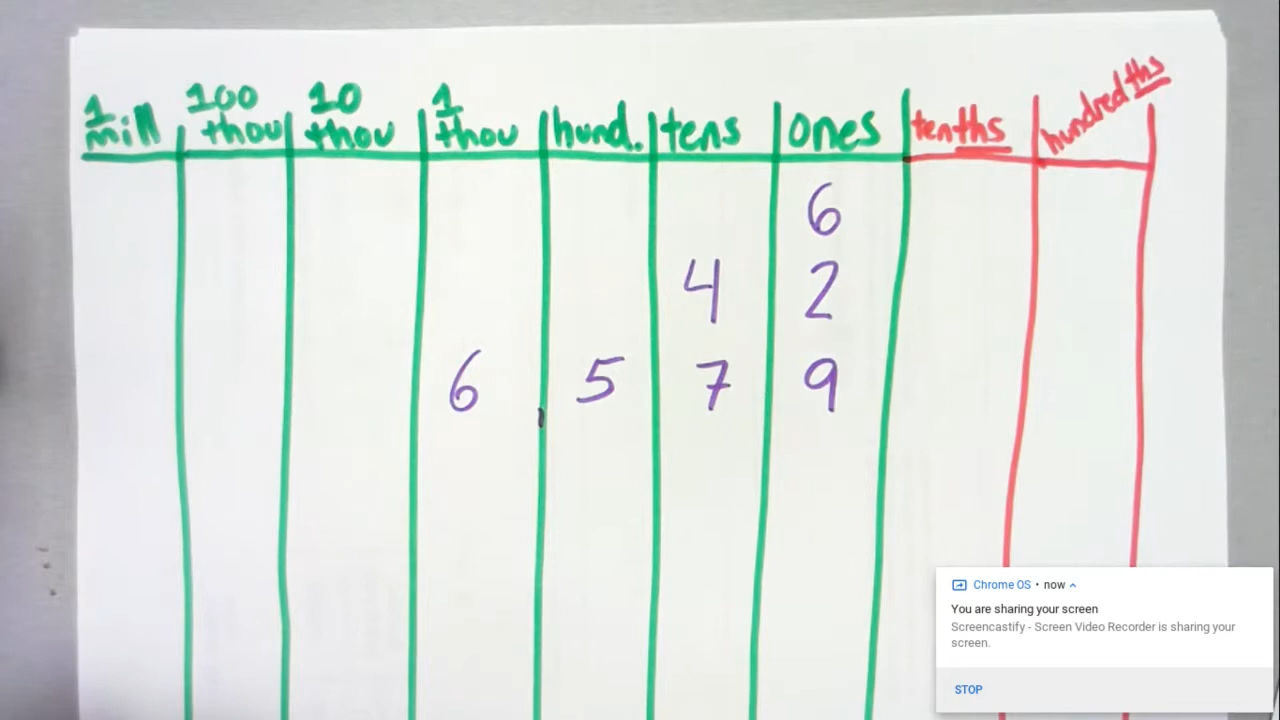 1 mill 100 thou 10 thou 1 thou hund. tens ones tenths hundredths
6
4 2
6,5 7 9
Chrome OS • now
You are sharing your screen
Screencastify - Screen Video Recorder is sharing your
screen.
STOP